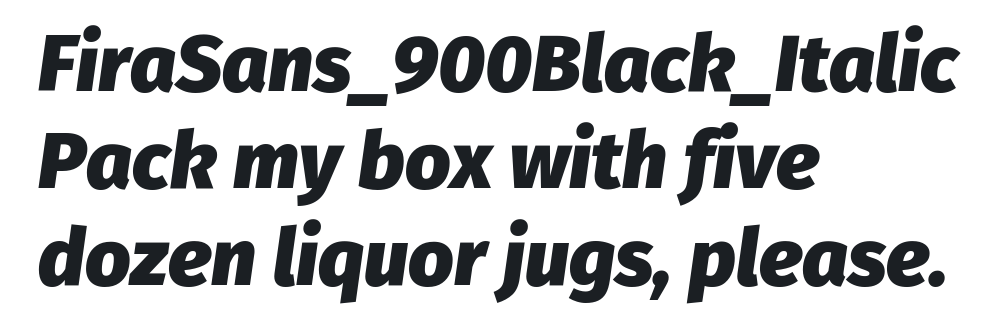 FiraSans_900Black_Italic
Pack my box with five
dozen liquor jugs, please.